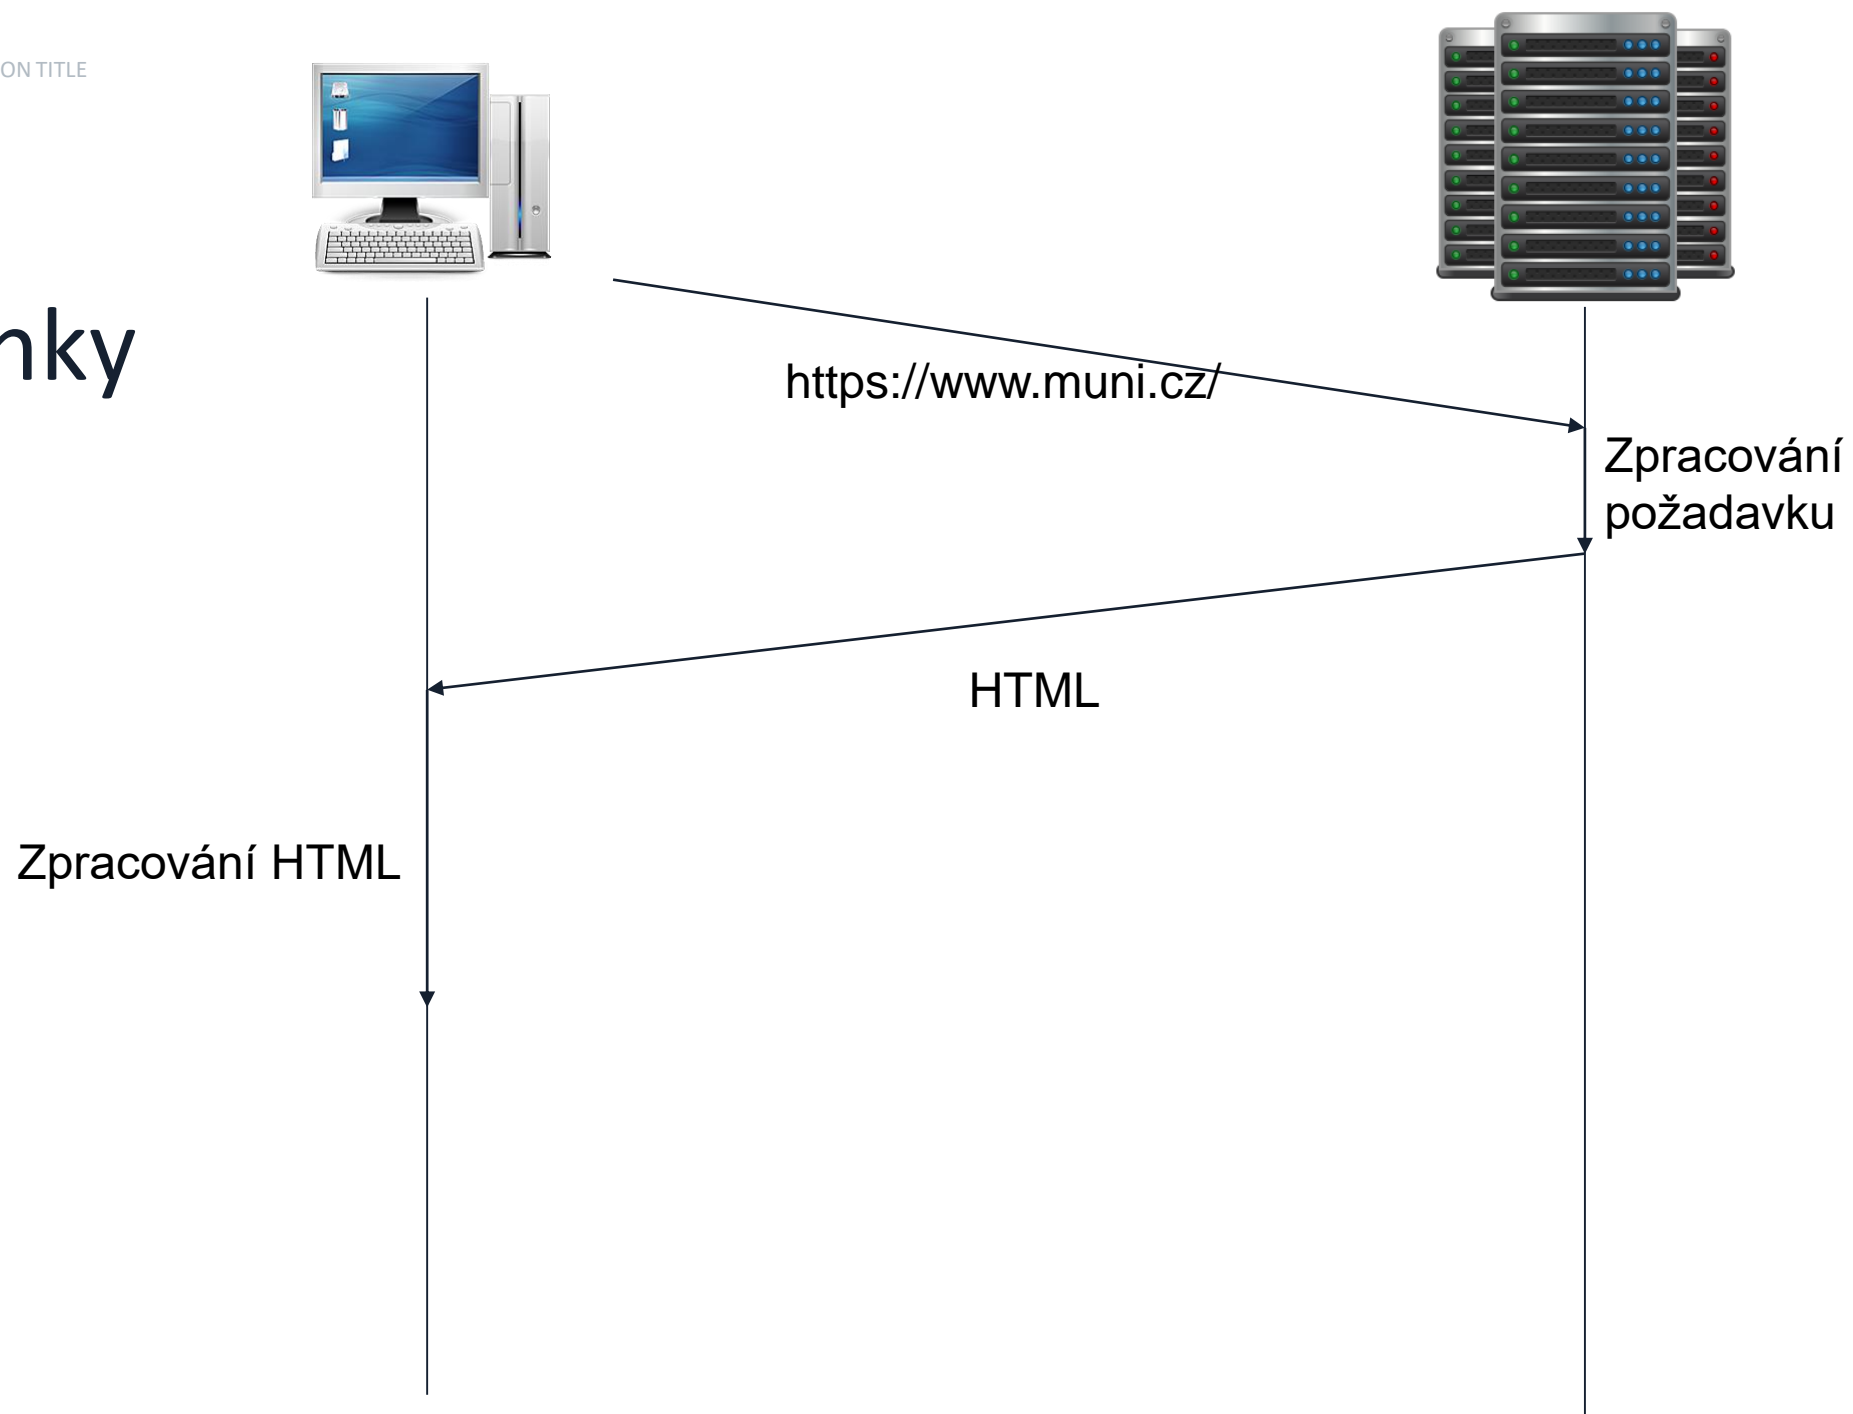 ON TITLE
nky
https://www.muni.cz/
Zpracování
požadavku
HTML
Zpracování HTML